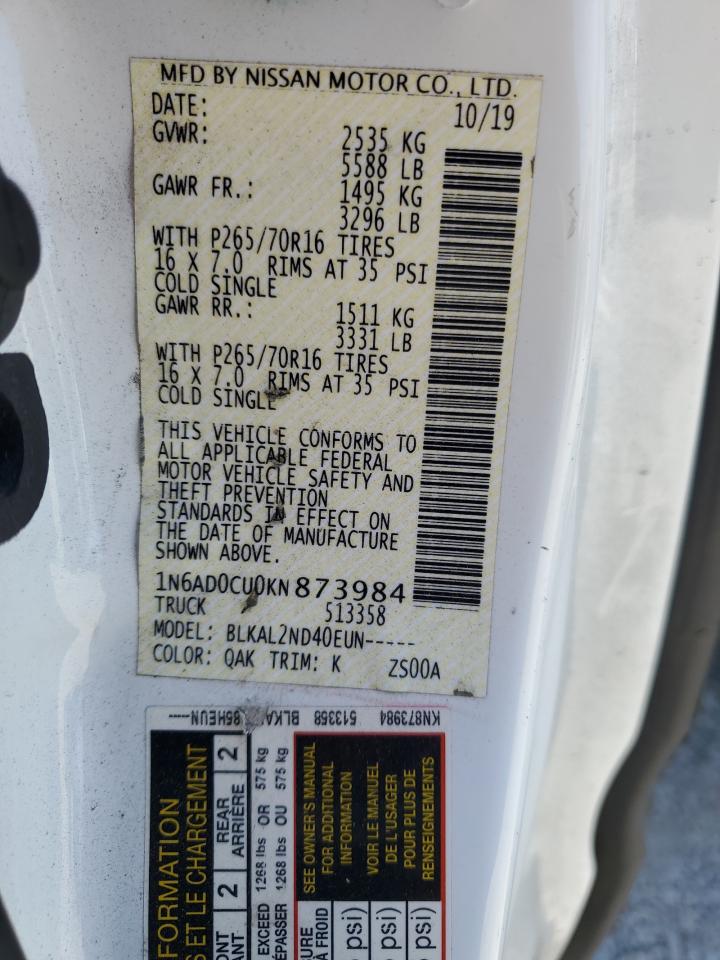 MFD BY NISSAN MOTOR CO., LTD.
DATE: 10/19
GVWR: 2535 KG
5588 LB
GAWR FR.: 1495 KG
3296 LB
WITH P265/70R16 TIRES
16 X 7.0 RIMS AT 35 PSI
COLD SINGLE
GAWR RR.: 1511 KG
3331 LB
WITH P265/70R16 TIRES
16 X 7.0 RIMS AT 35 PSI
COLD SINGLE
THIS VEHICLE CONFORMS TO
ALL APPLICABLE FEDERAL
MOTOR VEHICLE SAFETY AND
THEFT PREVENTION
STANDARDS IN EFFECT ON
THE DATE OF MANUFACTURE
SHOWN ABOVE.
1N6AD0CU0KN873984
TRUCK 513358
MODEL: BLKAL2ND40EUN-----
COLOR: QAK TRIM: K ZS00A
KN873984 513358 BLKA 85HEUN-----
FORMATION
S ET LE CHARGEMENT
ONT 2 REAR 2
ANT ARRIÈRE
EXCEED 1268 lbs OR 575 kg
ÉPASSER 1268 lbs OU 575 kg
URE
À FROID
psi)
psi)
psi)
SEE OWNER'S MANUAL
FOR ADDITIONAL
INFORMATION
VOIR LE MANUEL
DE L'USAGER
POUR PLUS DE
RENSEIGNEMENTS